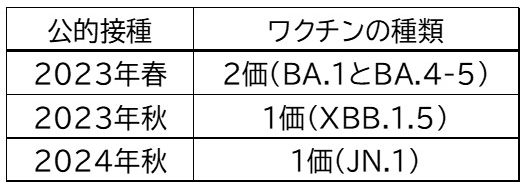 公的接種 ワクチンの種類
2023年春 2価(BA.1とBA.4-5)
2023年秋 1価(XBB.1.5)
2024年秋 1価(JN.1)